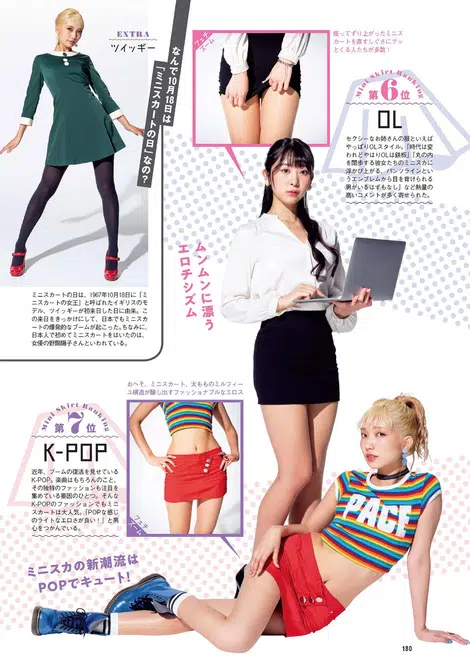 EXTRA
ツイッギー
なんで10月18日は
「ミニスカートの日」なの？
ミニスカートの日は、1967年10月18日に「ミ
ニスカートの女王」と呼ばれたイギリスのモ
デル、ツイッギーが初来日した日に由来。こ
の来日をきっかけにして、日本でもミニスカ
ートの爆発的なブームが起こった。ちなみに、
日本人で初めてミニスカートをはいたのは、
女優の野際陽子さんといわれている。
フェチ
ズーム
座ってずり上がったミニス
カートを直すしぐさにグッ
とくる人たちが多数！
Mini Skirt Ranking
第6位
OL
セクシーなお姉さんの服といえば
やっぱりOLスタイル。「時代は変
われどやはりOLは鉄板」「丸の内
を闊歩する彼女たちのミニスカに
浮かび上がる、パンツラインとい
うエンブレムから目を背けられる
男がいるはずもなし」など熱量の
高いコメントが多く寄せられた。
ムンムンに漂う
エロチシズム
Mini Skirt Ranking
第7位
K-POP
近年、ブームの復活を見せている
K-POP。楽曲はもちろんのこと、
その独特のファッションも注目を
集めている要因のひとつ。そんな
K-POPのファッションでもミニ
スカートは大人気。「POPな感じ
のライトなエロさが良い！」と男
心をつかんでいる。
おへそ、ミニスカート、太もものミルフィー
ユ構造が醸し出すファッショナブルなエロス
フェチ
ズーム
PACE
ミニスカの新潮流は
POPでキュート！
180